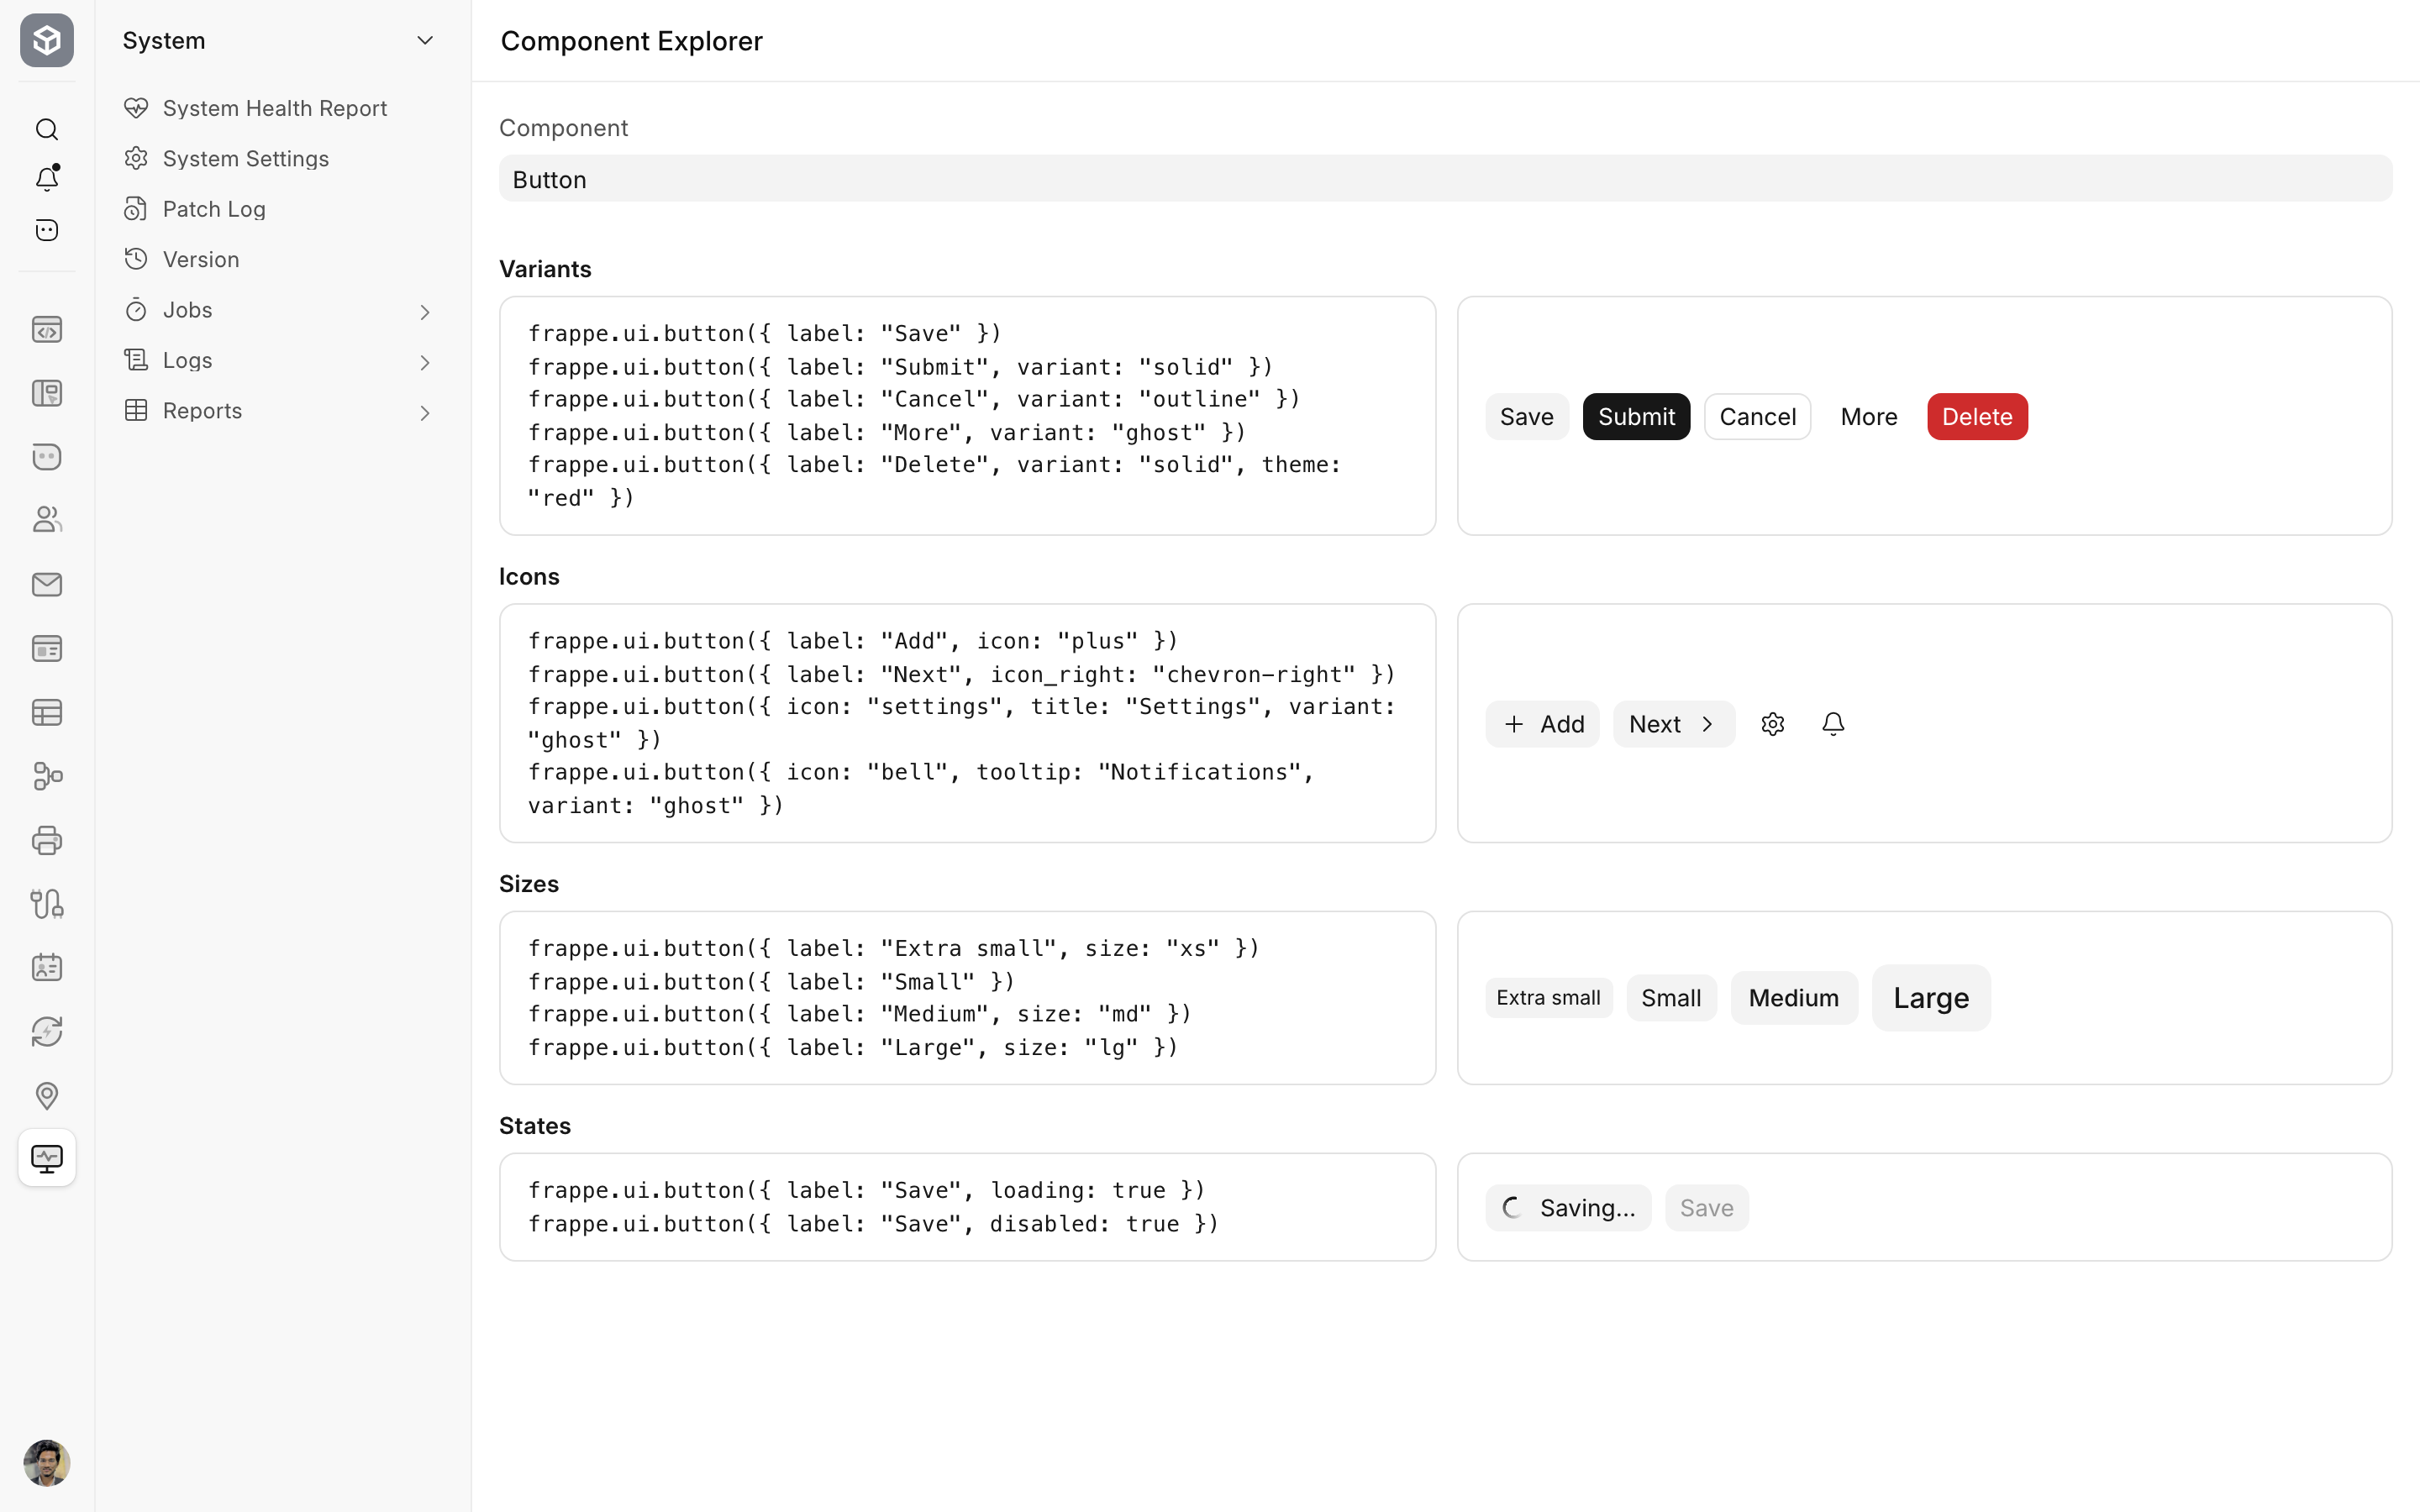 System
System Health Report
System Settings
Patch Log
Version
Jobs
Logs
Reports
Component Explorer
Component
Button
Variants
frappe.ui.button({ label: "Save" })
frappe.ui.button({ label: "Submit", variant: "solid" })
frappe.ui.button({ label: "Cancel", variant: "outline" })
frappe.ui.button({ label: "More", variant: "ghost" })
frappe.ui.button({ label: "Delete", variant: "solid", theme:
"red" })
Save Submit Cancel More Delete
Icons
frappe.ui.button({ label: "Add", icon: "plus" })
frappe.ui.button({ label: "Next", icon_right: "chevron-right" })
frappe.ui.button({ icon: "settings", title: "Settings", variant:
"ghost" })
frappe.ui.button({ icon: "bell", tooltip: "Notifications",
variant: "ghost" })
Add Next
Sizes
frappe.ui.button({ label: "Extra small", size: "xs" })
frappe.ui.button({ label: "Small" })
frappe.ui.button({ label: "Medium", size: "md" })
frappe.ui.button({ label: "Large", size: "lg" })
Extra small Small Medium Large
States
frappe.ui.button({ label: "Save", loading: true })
frappe.ui.button({ label: "Save", disabled: true })
Saving... Save